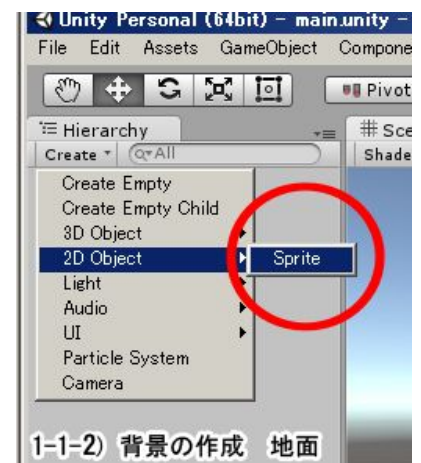 Unity Personal (64bit) - main.unity -
File Edit Assets GameObject Compone
Pivot
Hierarchy # Sce
Create QAll Shade
Create Empty
Create Empty Child
3D Object
2D Object Sprite
Light
Audio
UI
Particle System
Camera
1-1-2) 背景の作成 地面